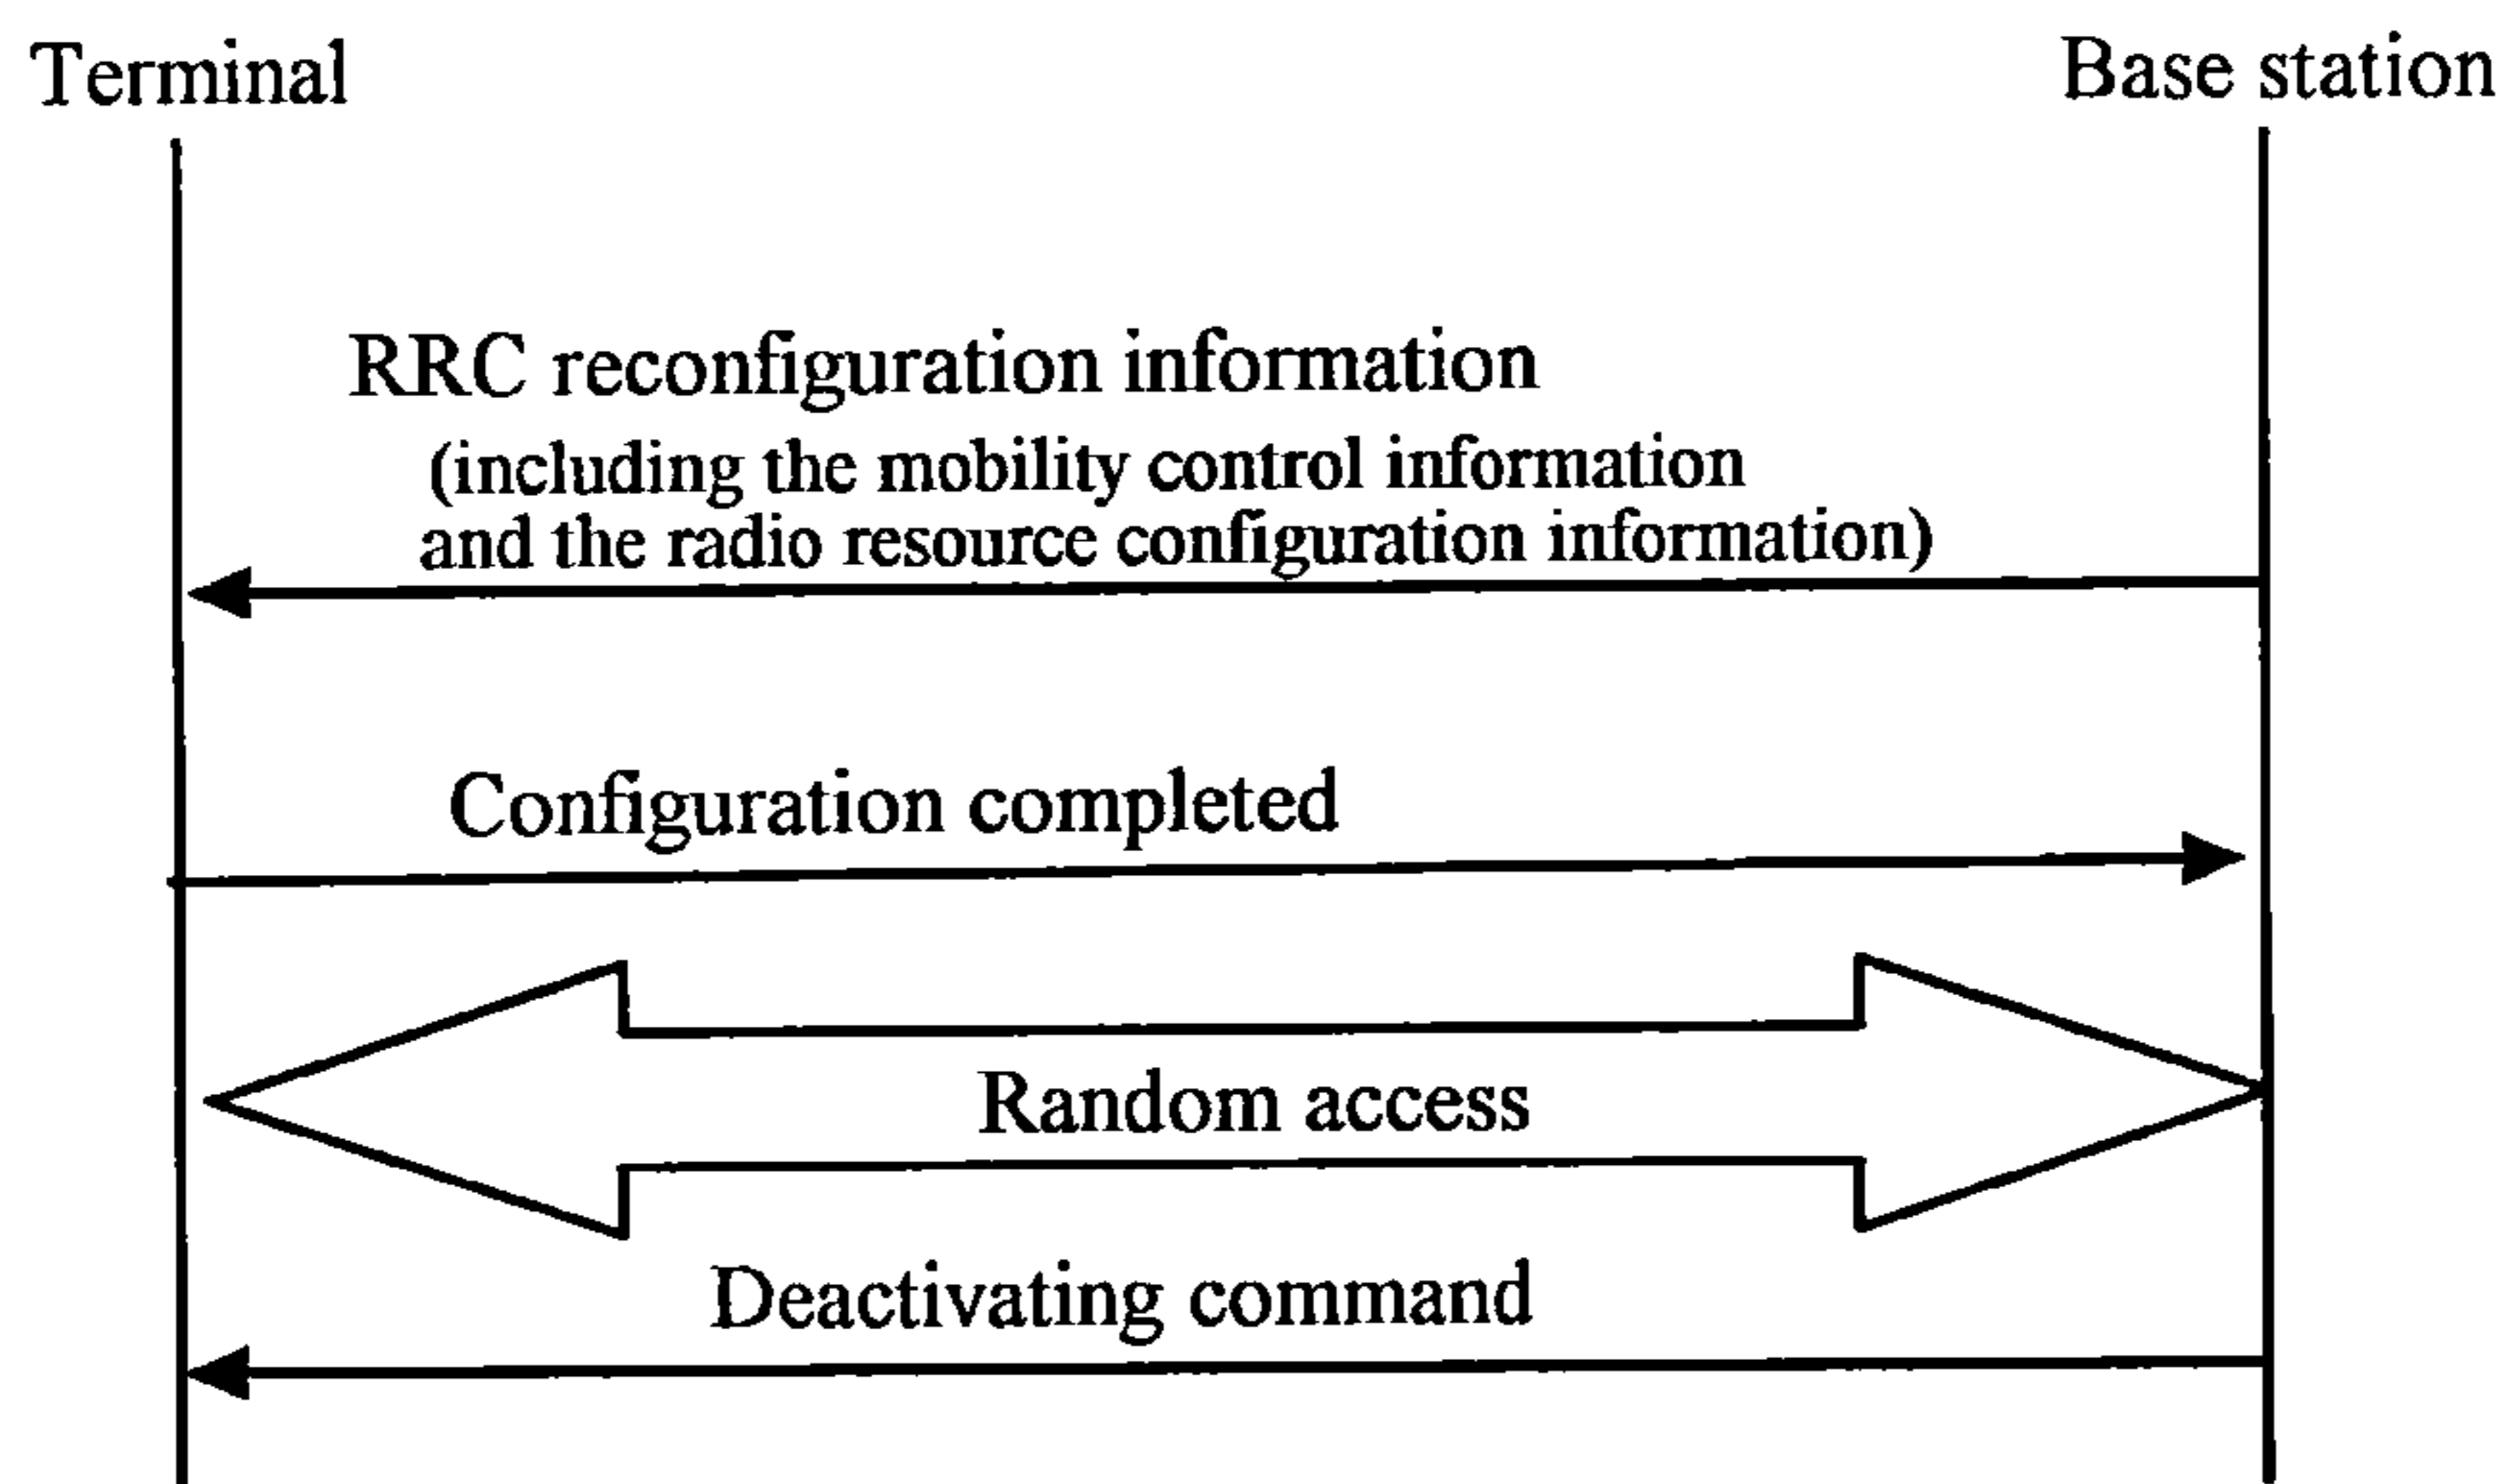 Terminal
Base station
RRC reconfiguration information
(including the mobility control information
and the radio resource configuration information)
Configuration completed
Random access
Deactivating command